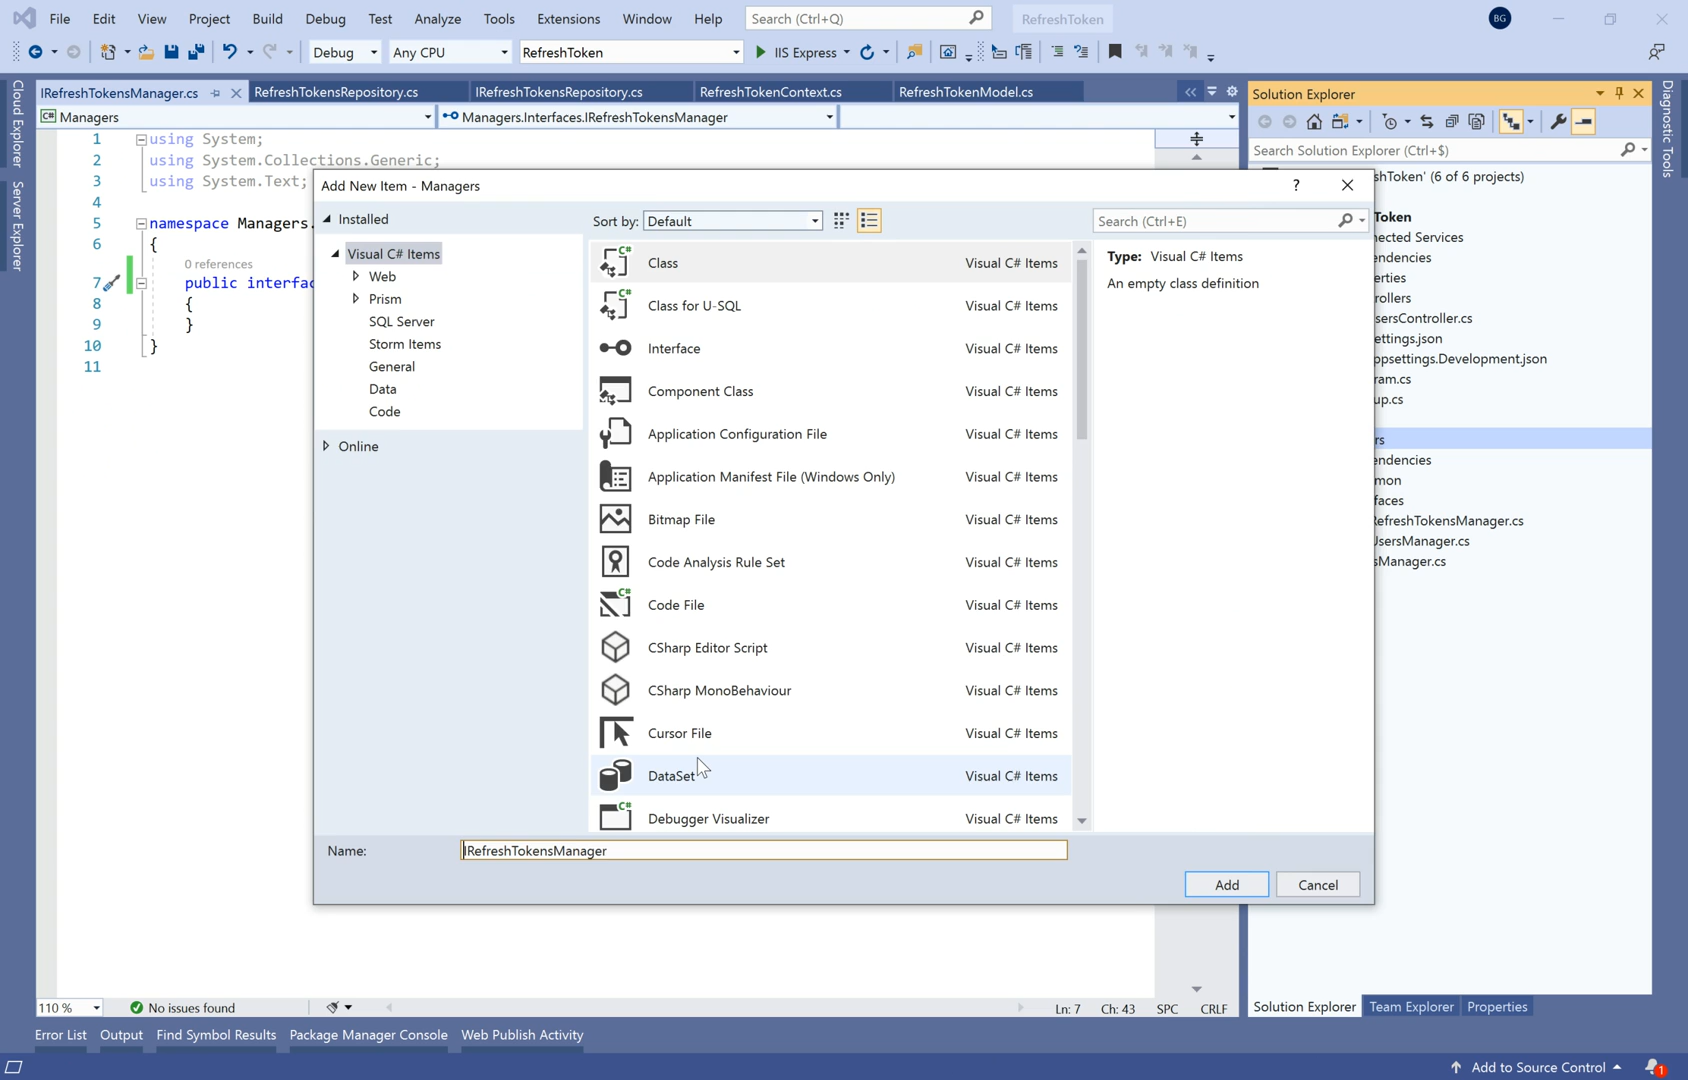 File Edit View Project Build Debug Test Analyze Tools Extensions Window Help Search (Ctrl+Q) RefreshToken BG
Debug Any CPU RefreshToken IIS Express
IRefreshTokensManager.cs RefreshTokensRepository.cs IRefreshTokensRepository.cs RefreshTokenContext.cs RefreshTokenModel.cs
C# Managers Managers.Interfaces.IRefreshTokensManager
Cloud Explorer
Server Explorer
1 using System;
2 using System.Collections.Generic;
3 using System.Text;
4
5 namespace Managers.
6 {
0 references
7 public interfac
8 {
9 }
10 }
11
Add New Item - Managers ?
Installed
Visual C# Items
Web
Prism
SQL Server
Storm Items
General
Data
Code
Online
Sort by: Default
Search (Ctrl+E)
Class Visual C# Items
Class for U-SQL Visual C# Items
Interface Visual C# Items
Component Class Visual C# Items
Application Configuration File Visual C# Items
Application Manifest File (Windows Only) Visual C# Items
Bitmap File Visual C# Items
Code Analysis Rule Set Visual C# Items
Code File Visual C# Items
CSharp Editor Script Visual C# Items
CSharp MonoBehaviour Visual C# Items
Cursor File Visual C# Items
DataSet Visual C# Items
Debugger Visualizer Visual C# Items
Type: Visual C# Items
An empty class definition
Name: IRefreshTokensManager
Add Cancel
Solution Explorer
Search Solution Explorer (Ctrl+$)
shToken' (6 of 6 projects)
Token
nected Services
endencies
erties
rollers
sersController.cs
ettings.json
ppsettings.Development.json
ram.cs
up.cs
rs
endencies
mon
faces
RefreshTokensManager.cs
UsersManager.cs
sManager.cs
Diagnostic Tools
110 % No issues found Ln: 7 Ch: 43 SPC CRLF
Solution Explorer Team Explorer Properties
Error List Output Find Symbol Results Package Manager Console Web Publish Activity
Add to Source Control 1